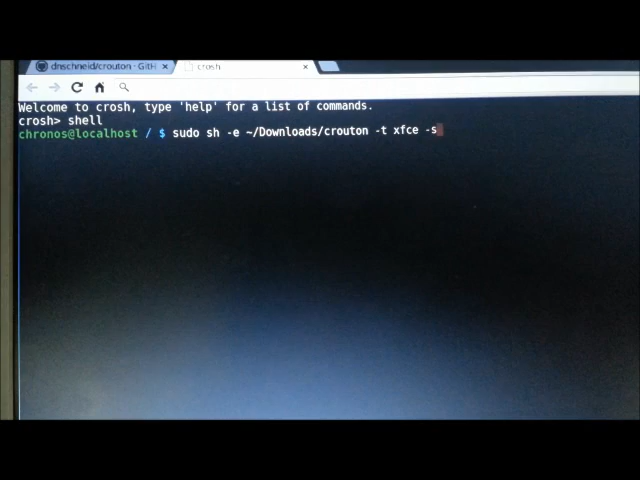 dnschneid/crouton · GitH
crosh
Welcome to crosh, type 'help' for a list of commands.
crosh> shell
chronos@localhost / $ sudo sh -e ~/Downloads/crouton -t xfce -s